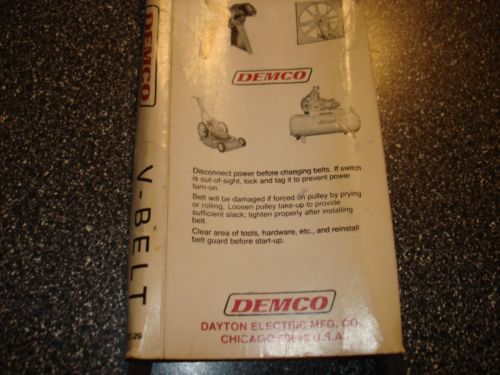 DEMCO
V-BELT
DEMCO
Disconnect power before changing belts. If switch
is out-of-sight, lock and tag it to prevent power
turn-on.
Belt will be damaged if forced on pulley by prying
or rolling. Loosen pulley take-up to provide
sufficient slack; tighten properly after installing
belt.
Clear area of tools, hardware, etc., and reinstall
belt guard before start-up.
DEMCO
DAYTON ELECTRIC MFG. CO.
CHICAGO U.S.A.